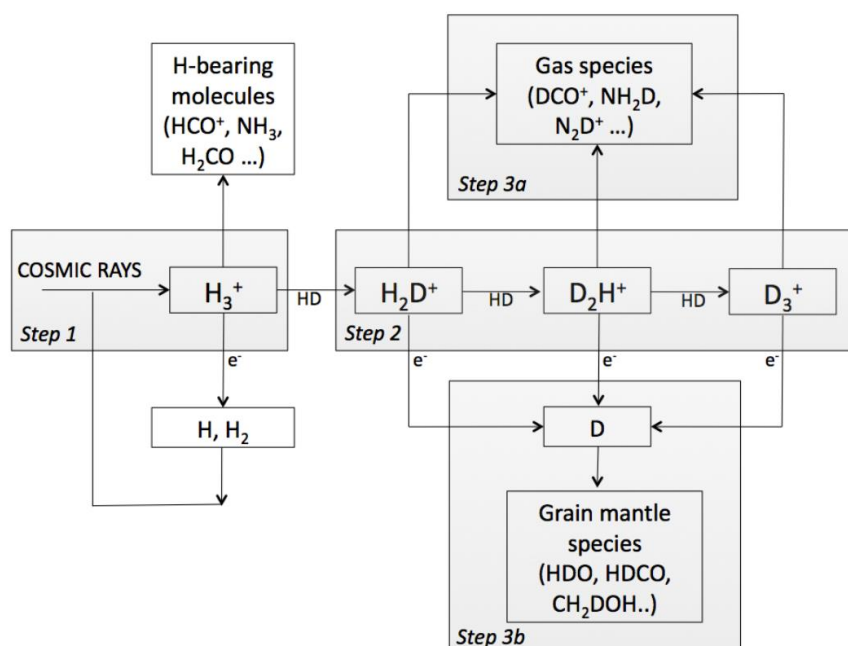 H-bearing
molecules
(HCO⁺, NH₃,
H₂CO ...)
Gas species
(DCO⁺, NH₂D,
N₂D⁺ ...)
Step 3a
COSMIC RAYS
H₃⁺
HD
H₂D⁺
HD
D₂H⁺
HD
D₃⁺
Step 1
Step 2
e⁻
e⁻
e⁻
e⁻
H, H₂
D
Grain mantle
species
(HDO, HDCO,
CH₂DOH..)
Step 3b